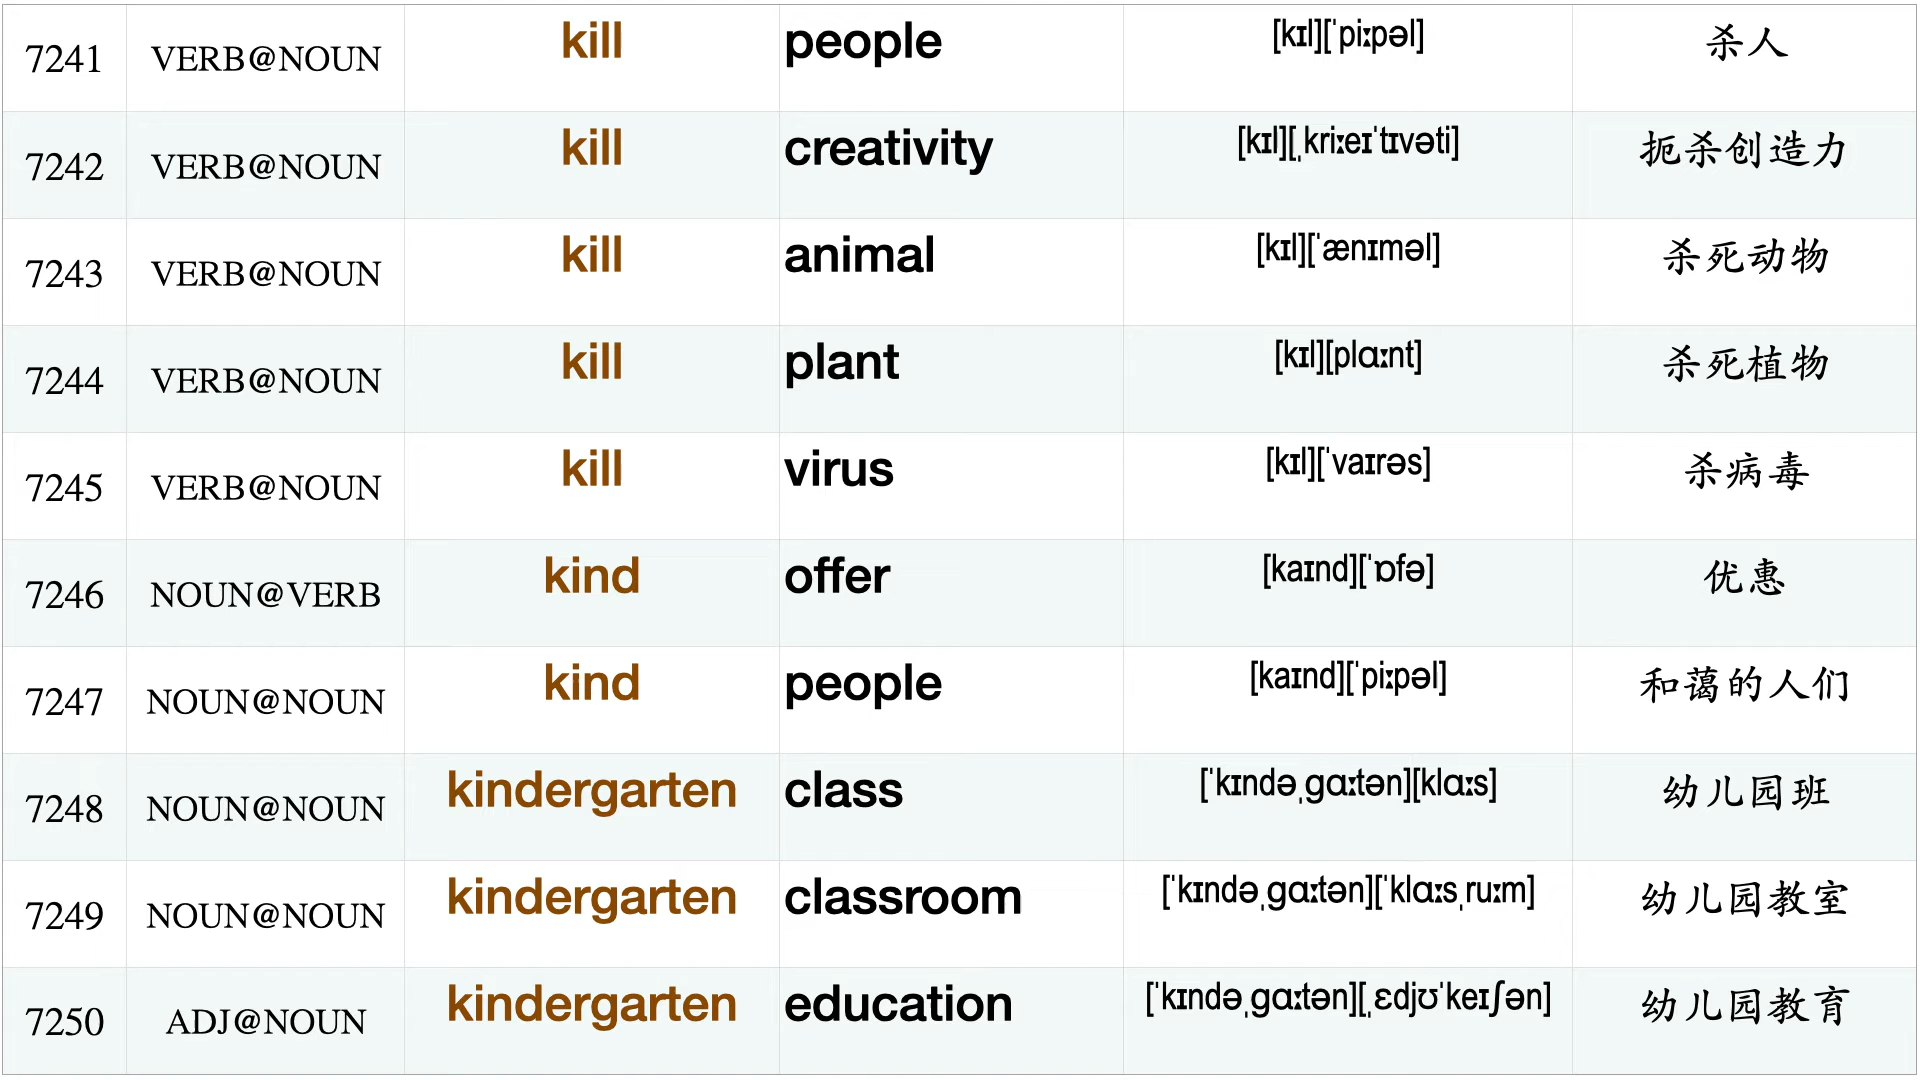 7241 VERB@NOUN kill people [kɪl][ˈpiːpəl] 杀人
7242 VERB@NOUN kill creativity [kɪl][ˌkriːeɪˈtɪvəti] 扼杀创造力
7243 VERB@NOUN kill animal [kɪl][ˈænɪməl] 杀死动物
7244 VERB@NOUN kill plant [kɪl][plɑːnt] 杀死植物
7245 VERB@NOUN kill virus [kɪl][ˈvaɪrəs] 杀病毒
7246 NOUN@VERB kind offer [kaɪnd][ˈɒfə] 优惠
7247 NOUN@NOUN kind people [kaɪnd][ˈpiːpəl] 和蔼的人们
7248 NOUN@NOUN kindergarten class [ˈkɪndəˌɡɑːtən][klɑːs] 幼儿园班
7249 NOUN@NOUN kindergarten classroom [ˈkɪndəˌɡɑːtən][ˈklɑːsˌruːm] 幼儿园教室
7250 ADJ@NOUN kindergarten education [ˈkɪndəˌɡɑːtən][ˌɛdjʊˈkeɪʃən] 幼儿园教育